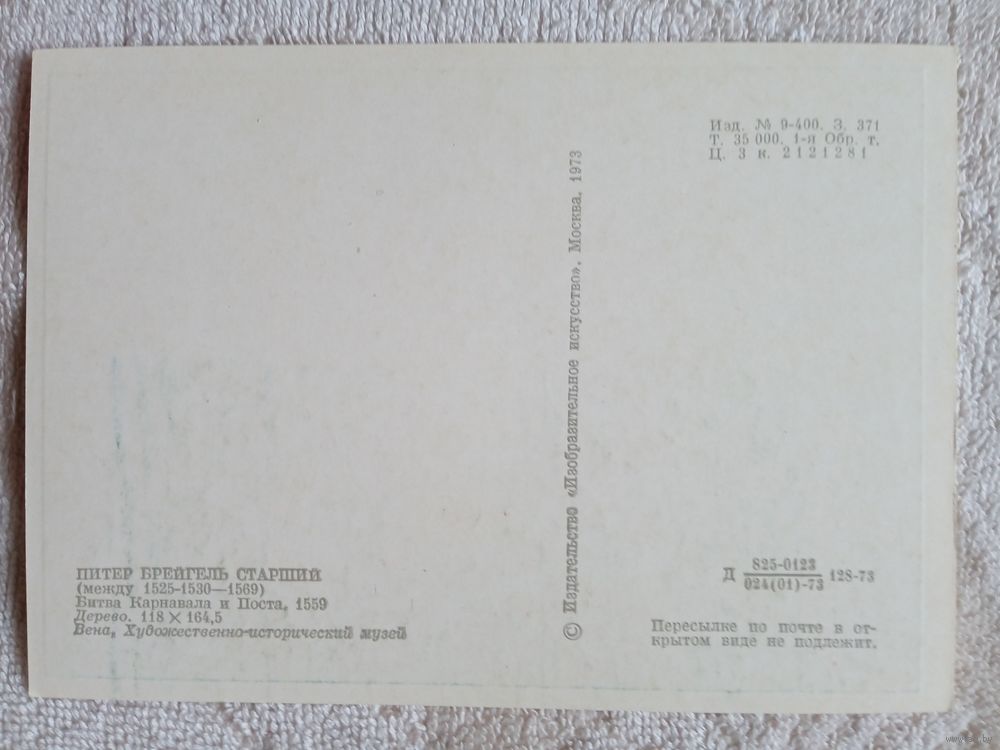 Изд. № 9-400. З. 371
Т. 35 000. 1-я Обр. т.
Ц. 3 к. 2121281
© Издательство «Изобразительное искусство». Москва. 1973
ПИТЕР БРЕЙГЕЛЬ СТАРШИЙ
(между 1525-1530—1569)
Битва Карнавала и Поста, 1559
Дерево. 118 × 164,5
Вена, Художественно-исторический музей
Д 825-0123 / 024(01)-73 128-73
Пересылке по почте в от-
крытом виде не подлежит.